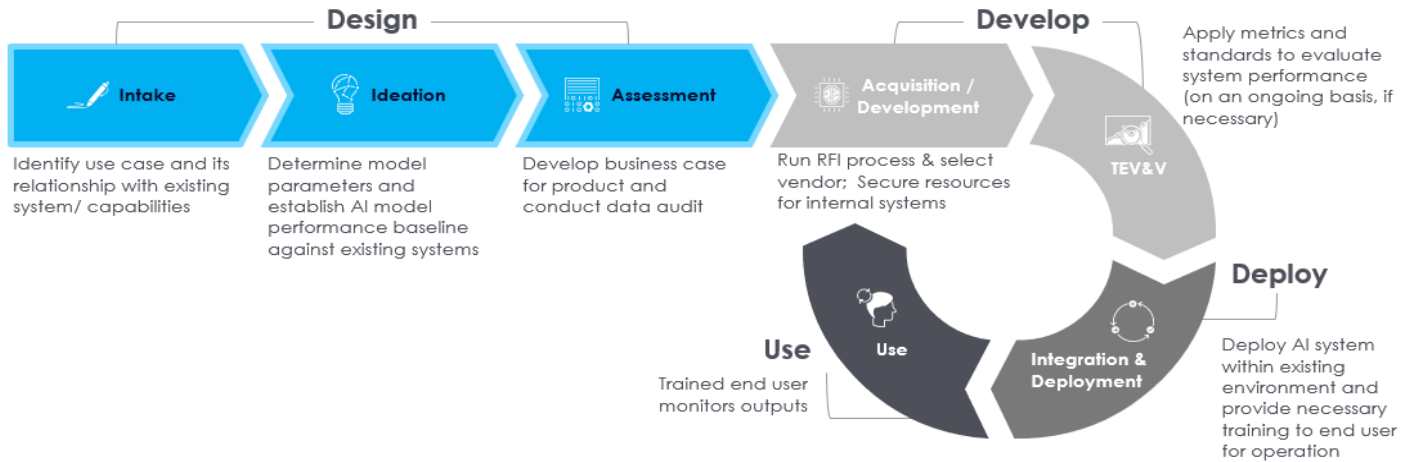 Design
Develop
Intake
Ideation
Assessment
Acquisition /
Development
Identify use case and its
relationship with existing
system/ capabilities
Determine model
parameters and
establish AI model
performance baseline
against existing systems
Develop business case
for product and
conduct data audit
Run RFI process & select
vendor;  Secure resources
for internal systems
Apply metrics and
standards to evaluate
system performance
(on an ongoing basis, if
necessary)
TEV&V
Deploy
Integration &
Deployment
Deploy AI system
within existing
environment and
provide necessary
training to end user
for operation
Use
Use
Trained end user
monitors outputs